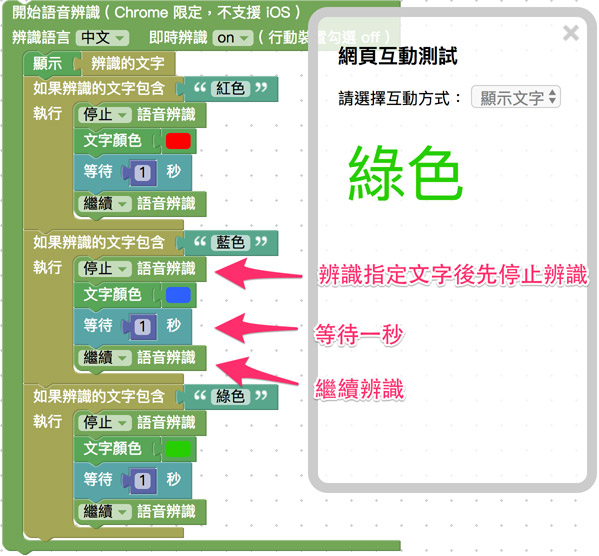 開始語音辨識 ( Chrome 限定，不支援 iOS )
辨識語言 中文 即時辨識 on ( 行動裝置勾選 off )
顯示 辨識的文字
如果辨識的文字包含 “ 紅色 ”
執行 停止 語音辨識
文字顏色
等待 1 秒
繼續 語音辨識
如果辨識的文字包含 “ 藍色 ”
執行 停止 語音辨識
文字顏色
等待 1 秒
繼續 語音辨識
如果辨識的文字包含 “ 綠色 ”
執行 停止 語音辨識
文字顏色
等待 1 秒
繼續 語音辨識
×
網頁互動測試
請選擇互動方式： 顯示文字
綠色
辨識指定文字後先停止辨識
等待一秒
繼續辨識